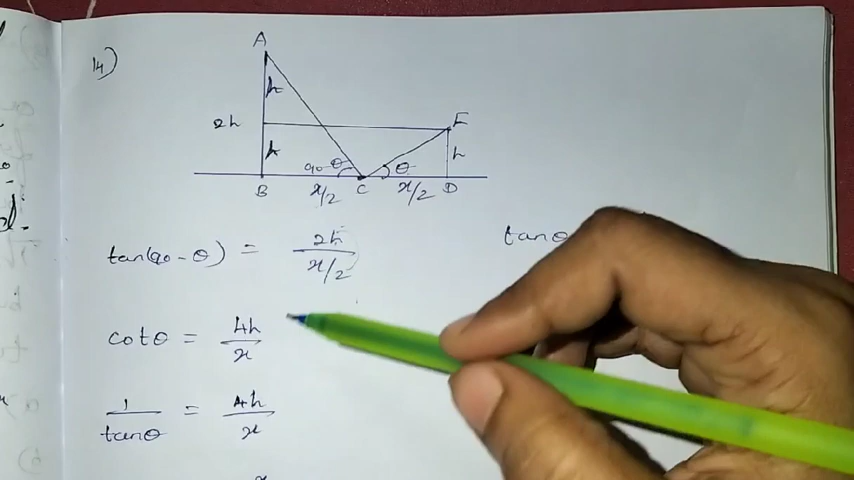 14)
A
h
2h
E
h
90-θ
θ
h
B
x/2
C
x/2
D
tan(90-θ) = 2h / x/2
tanθ
cotθ = 4h / x
1 / tanθ = 4h / x
x